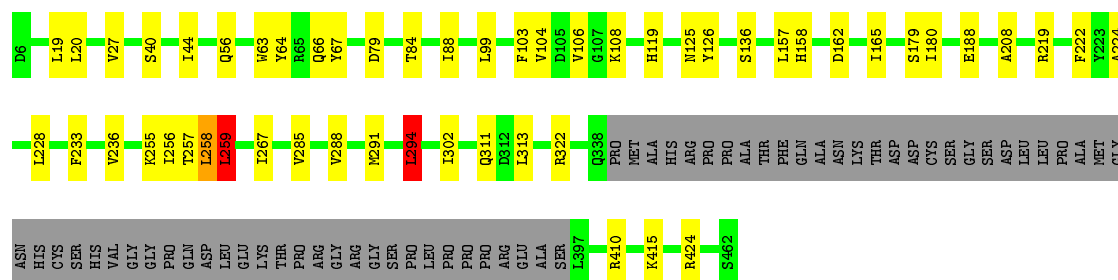 D6 L19 L20 V27 S40 I44 Q56 W63 Y64 R65 Q66 Y67 D79 T84 I88 L99 F103 V104 D105 V106 G107 K108 H119 N125 Y126 S136 L157 H158 D162 I165 S179 I180 E188 A208 R219 F222 Y223 A224
L228 F233 V236 K255 I256 T257 L258 L259 I267 V285 V288 M291 L294 I302 Q311 D312 L313 R322 Q338 PRO MET ALA HIS ARG PRO PRO ALA THR PHE GLN ALA ASN LYS THR ASP ASP CYS SER GLY SER ASP LEU LEU PRO ALA MET GLY
ASN HIS CYS SER HIS VAL GLY GLY PRO GLN ASP LEU GLU LYS THR PRO ARG GLY ARG GLY SER PRO LEU PRO PRO PRO ARG GLU ALA SER L397 R410 K415 R424 S462